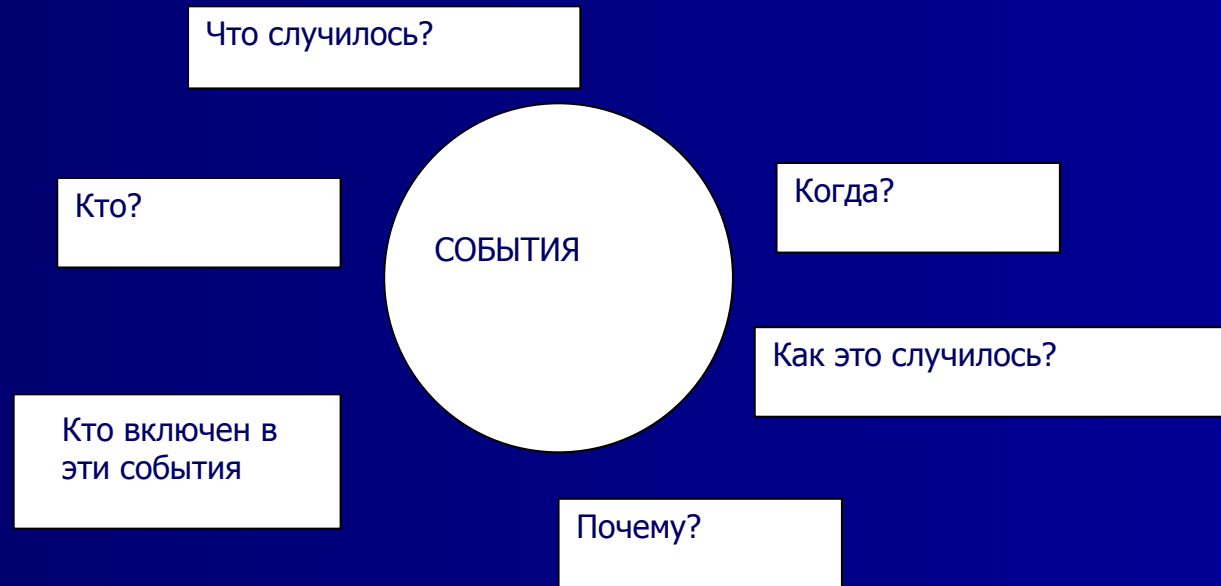 Что случилось?
Кто?
Когда?
СОБЫТИЯ
Как это случилось?
Кто включен в
эти события
Почему?